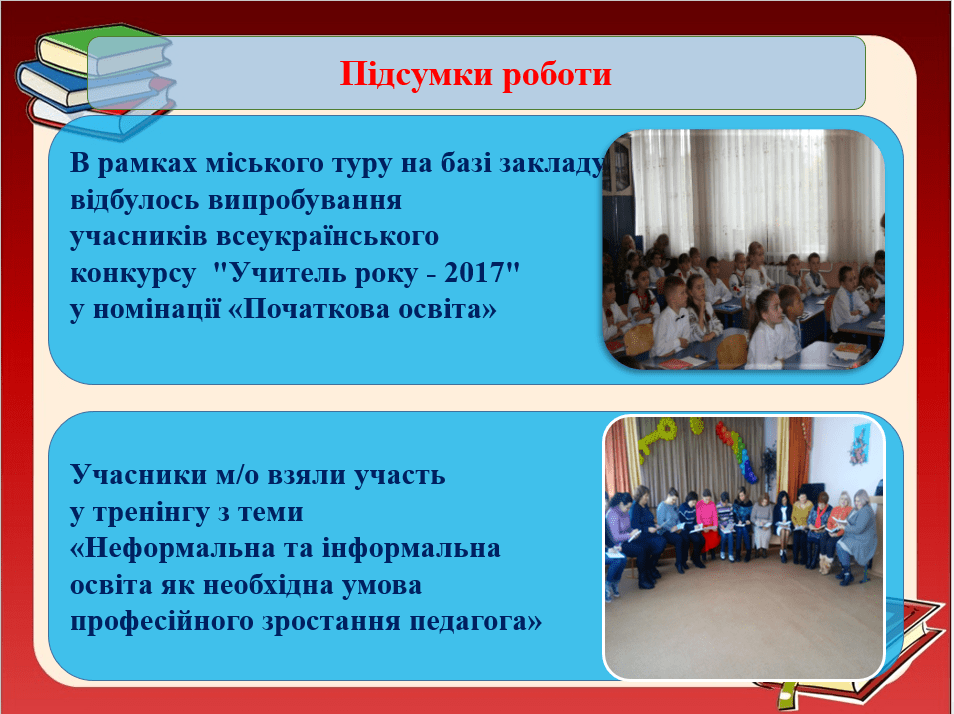 Підсумки роботи
В рамках міського туру на базі закладу
відбулось випробування
учасників всеукраїнського
конкурсу "Учитель року - 2017"
у номінації «Початкова освіта»
Учасники м/о взяли участь
у тренінгу з теми
«Неформальна та інформальна
освіта як необхідна умова
професійного зростання педагога»